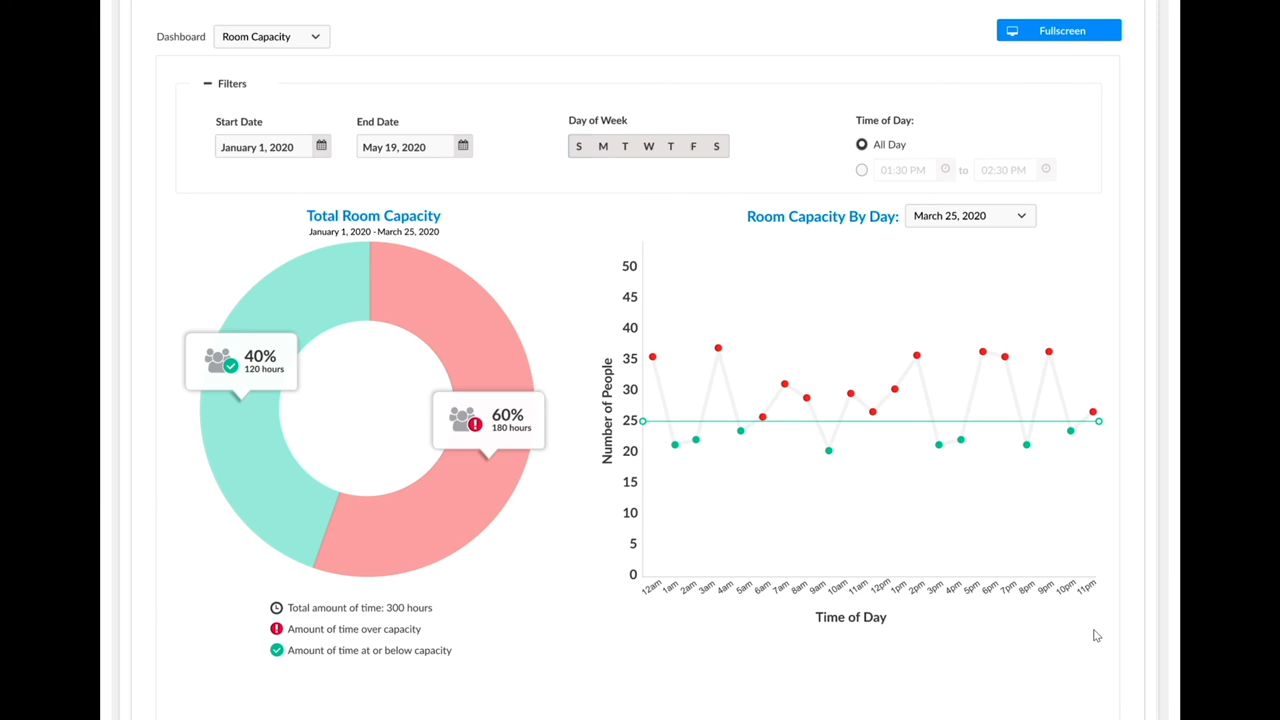 Dashboard Room Capacity Fullscreen
Filters
Start Date End Date Day of Week Time of Day:
January 1, 2020 May 19, 2020 S M T W T F S All Day
01:30 PM to 02:30 PM
Total Room Capacity
January 1, 2020 - March 25, 2020
40%
120 hours
60%
180 hours
Total amount of time: 300 hours
Amount of time over capacity
Amount of time at or below capacity
Room Capacity By Day: March 25, 2020
Number of People
50
45
40
35
30
25
20
15
10
5
0
12am 1am 2am 3am 4am 5am 6am 7am 8am 9am 10am 11am 12pm 1pm 2pm 3pm 4pm 5pm 6pm 7pm 8pm 9pm 10pm 11pm
Time of Day